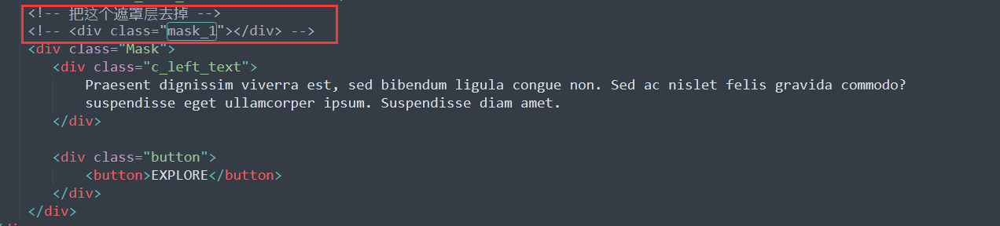 <!-- 把这个遮罩层去掉 -->
<!-- <div class="mask_1"></div> -->
<div class="Mask">
<div class="c_left_text">
Praesent dignissim viverra est, sed bibendum ligula congue non. Sed ac nislet felis gravida commodo?
suspendisse eget ullamcorper ipsum. Suspendisse diam amet.
</div>
<div class="button">
<button>EXPLORE</button>
</div>
</div>